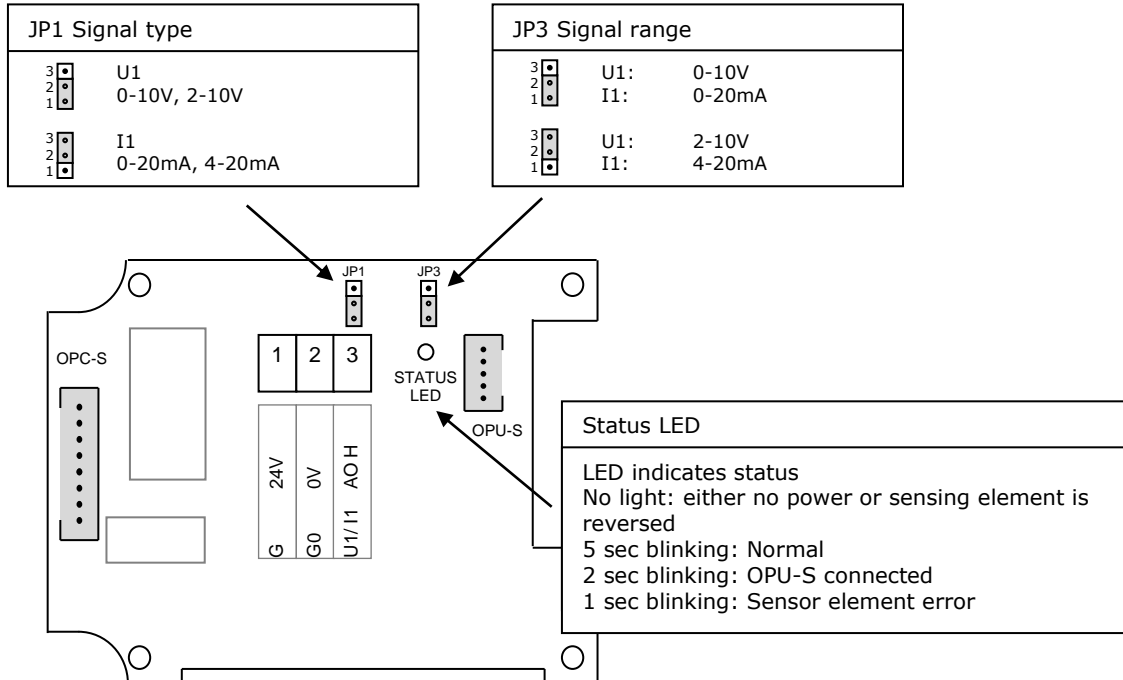 JP1 Signal type
3
2
1
U1
0-10V, 2-10V
3
2
1
I1
0-20mA, 4-20mA
JP3 Signal range
3
2
1
U1: 0-10V
I1: 0-20mA
3
2
1
U1: 2-10V
I1: 4-20mA
JP1
JP3
OPC-S
1 2 3
STATUS
LED
OPU-S
G 24V
G0 0V
U1/I1 AO H
Status LED
LED indicates status
No light: either no power or sensing element is
reversed
5 sec blinking: Normal
2 sec blinking: OPU-S connected
1 sec blinking: Sensor element error